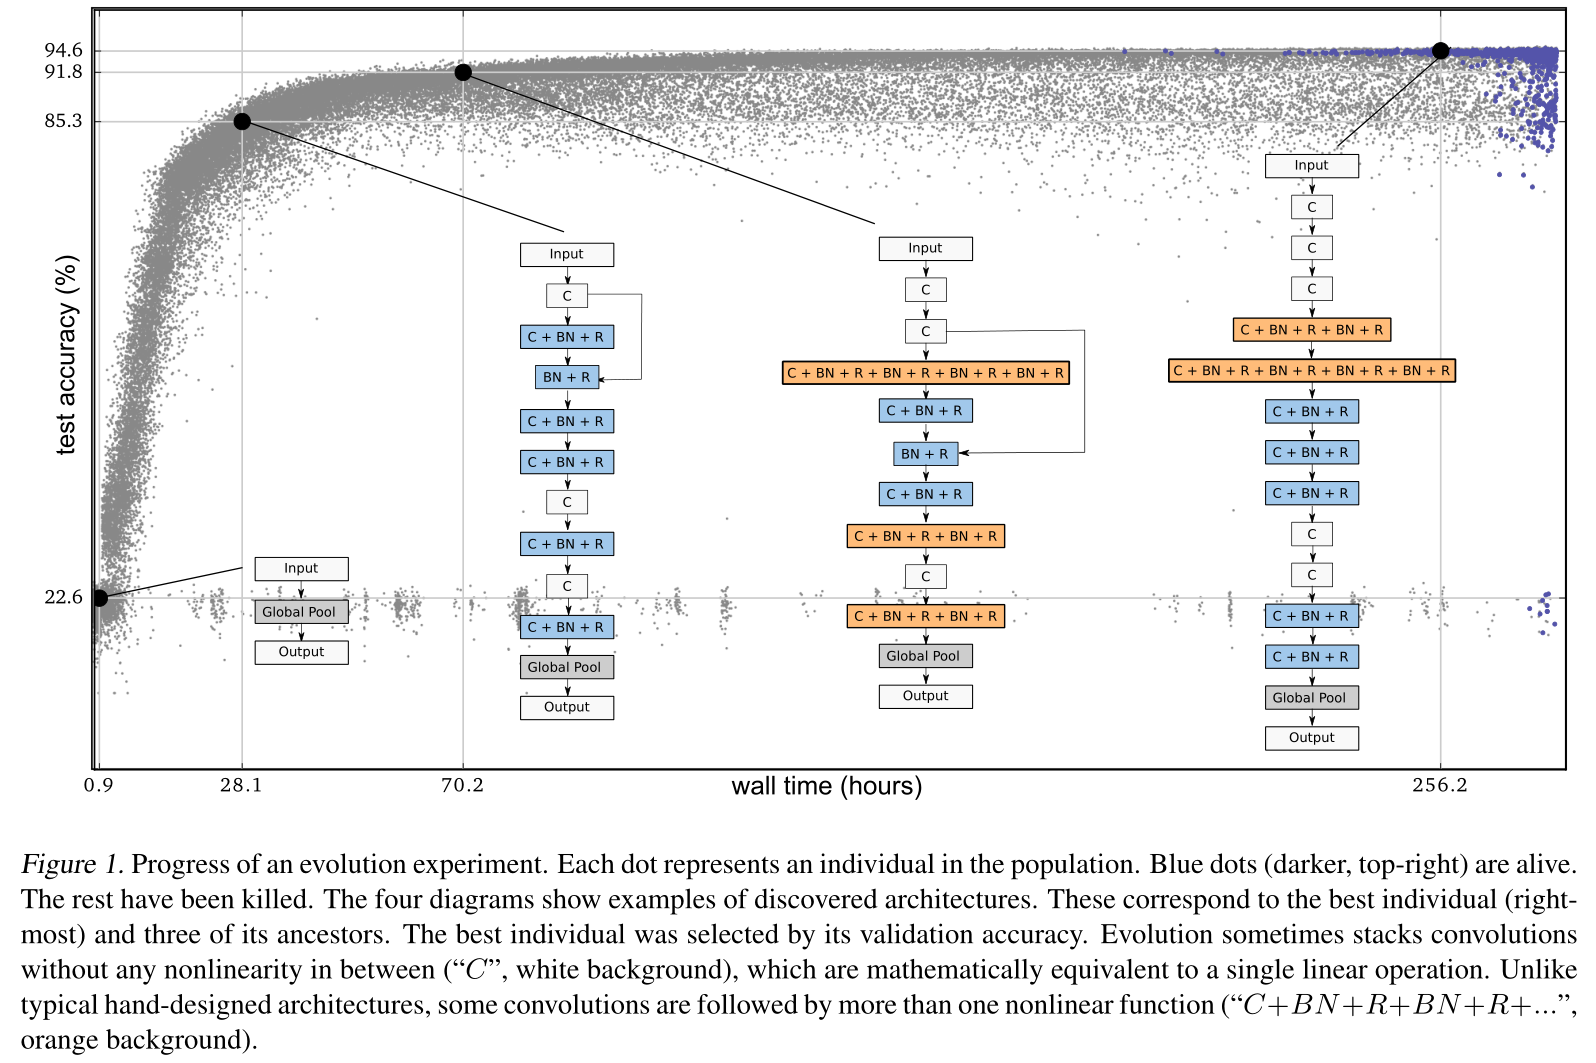 94.6
91.8
85.3
22.6
test accuracy (%)
Input
Global Pool
Output
Input
C
C + BN + R
BN + R
C + BN + R
C + BN + R
C
C + BN + R
C
C + BN + R
Global Pool
Output
Input
C
C
C + BN + R + BN + R + BN + R + BN + R
C + BN + R
BN + R
C + BN + R
C + BN + R + BN + R
C
C + BN + R + BN + R
Global Pool
Output
Input
C
C
C
C + BN + R + BN + R
C + BN + R + BN + R + BN + R + BN + R
C + BN + R
C + BN + R
C + BN + R
C
C
C + BN + R
C + BN + R
Global Pool
Output
0.9
28.1
70.2
wall time (hours)
256.2
Figure 1. Progress of an evolution experiment. Each dot represents an individual in the population. Blue dots (darker, top-right) are alive.
The rest have been killed. The four diagrams show examples of discovered architectures. These correspond to the best individual (right-
most) and three of its ancestors. The best individual was selected by its validation accuracy. Evolution sometimes stacks convolutions
without any nonlinearity in between (“C”, white background), which are mathematically equivalent to a single linear operation. Unlike
typical hand-designed architectures, some convolutions are followed by more than one nonlinear function (“C+BN+R+BN+R+...”,
orange background).